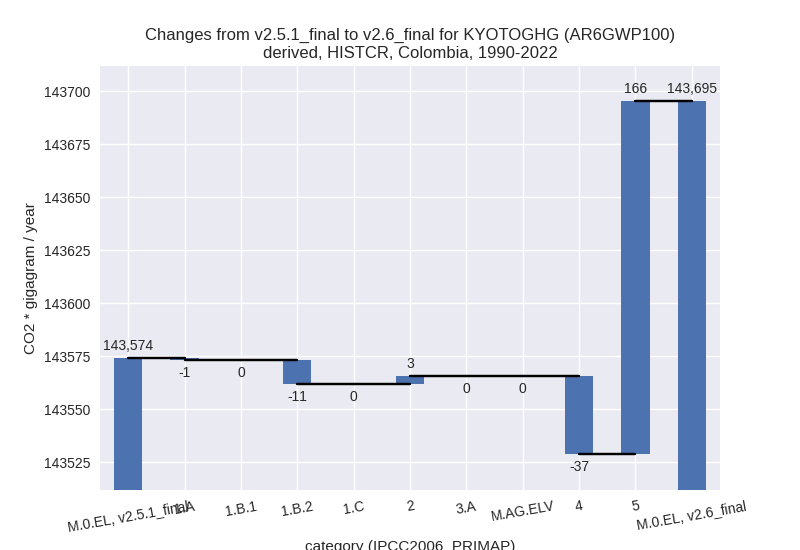 Changes from v2.5.1_final to v2.6_final for KYOTOGHG (AR6GWP100)
derived, HISTCR, Colombia, 1990-2022
CO2 * gigagram / year
143700
143675
143650
143625
143600
143575
143550
143525
143,574
-1
0
-11
0
3
0
0
-37
166
143,695
M.0.EL, v2.5.1_final
1.A
1.B.1
1.B.2
1.C
2
3.A
M.AG.ELV
4
5
M.0.EL, v2.6_final
category (IPCC2006_PRIMAP)